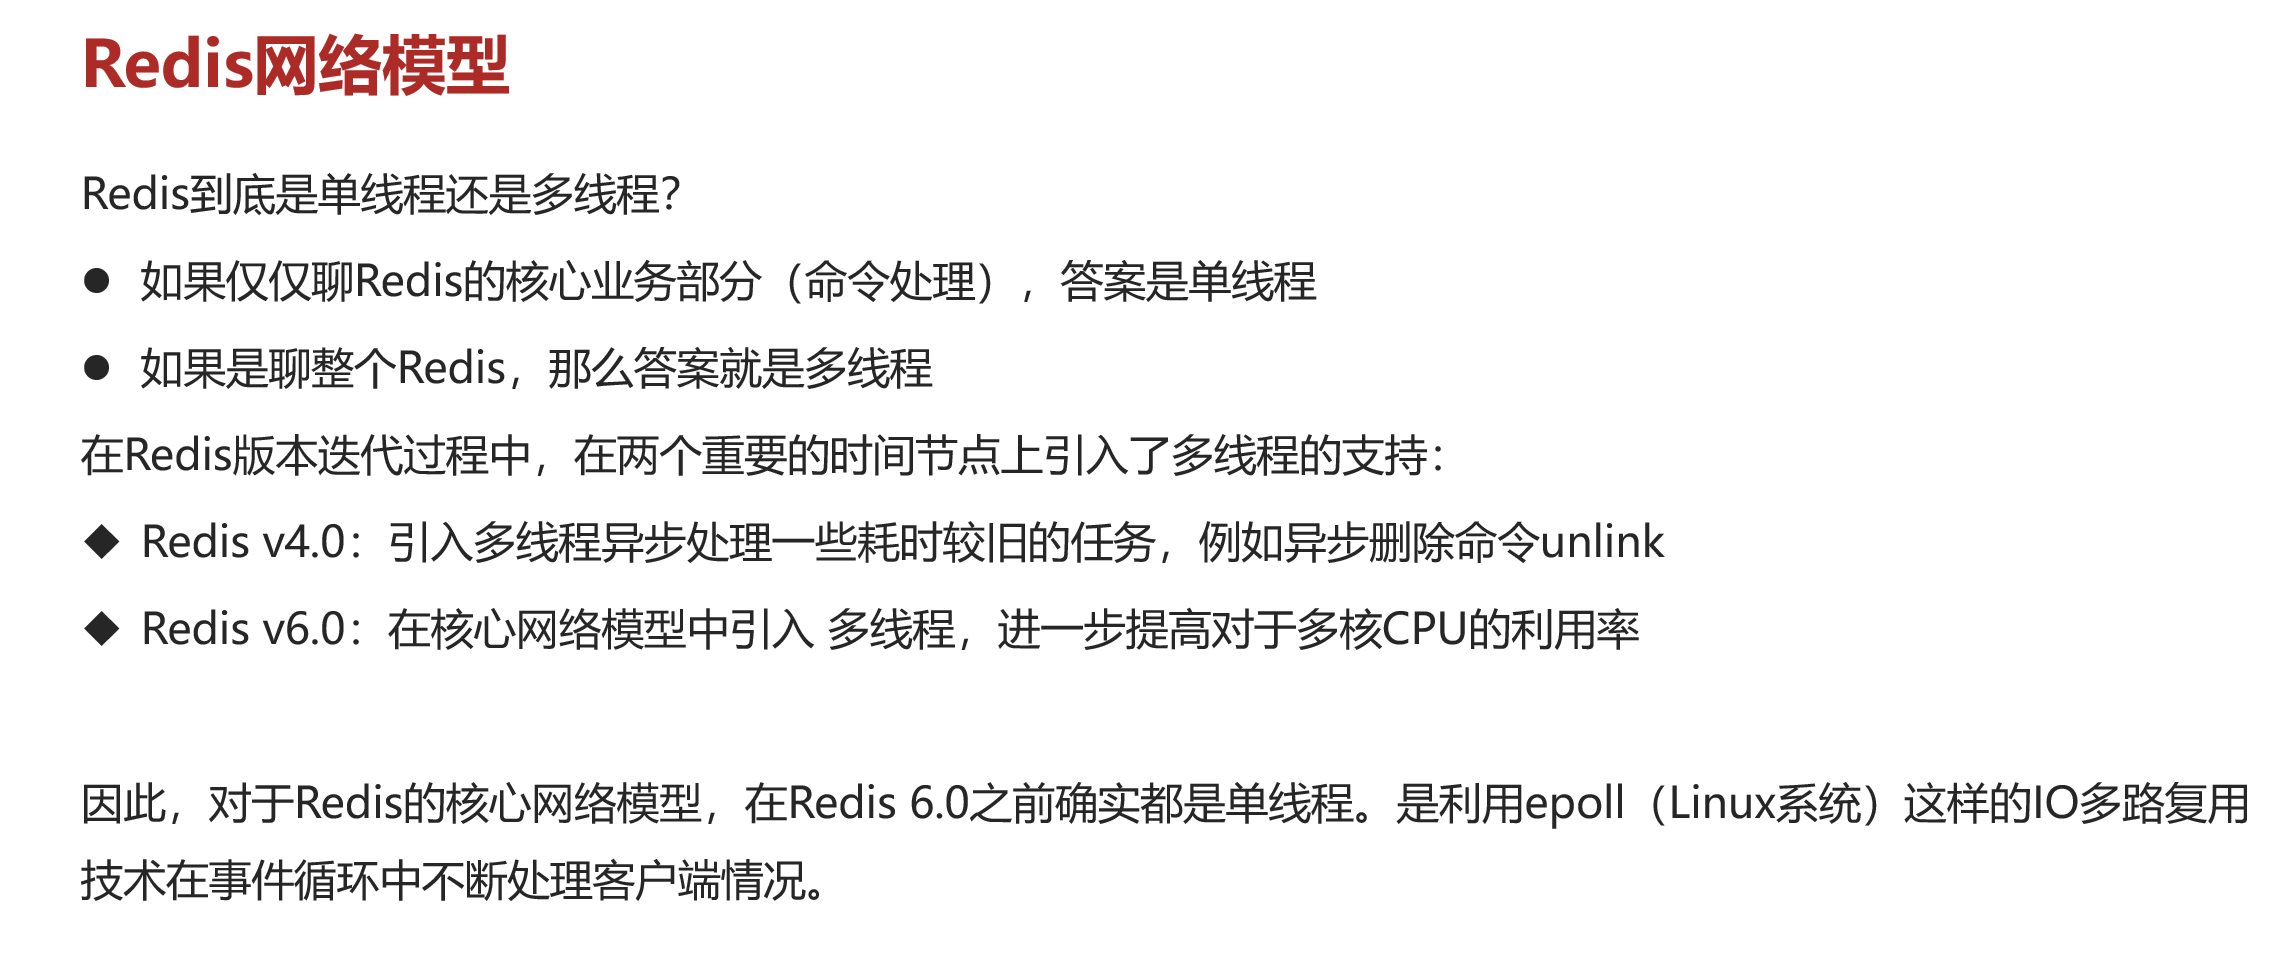 Redis网络模型
Redis到底是单线程还是多线程？
● 如果仅仅聊Redis的核心业务部分（命令处理），答案是单线程
● 如果是聊整个Redis，那么答案就是多线程
在Redis版本迭代过程中，在两个重要的时间节点上引入了多线程的支持：
◆ Redis v4.0：引入多线程异步处理一些耗时较旧的任务，例如异步删除命令unlink
◆ Redis v6.0：在核心网络模型中引入 多线程，进一步提高对于多核CPU的利用率
因此，对于Redis的核心网络模型，在Redis 6.0之前确实都是单线程。是利用epoll（Linux系统）这样的IO多路复用
技术在事件循环中不断处理客户端情况。